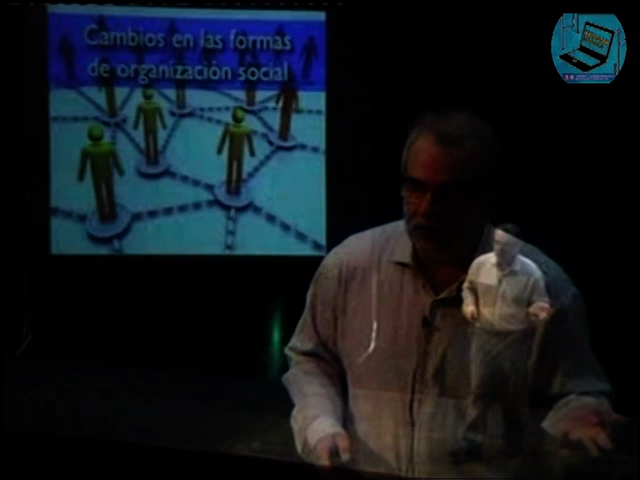 Cambios en las formas
de organización social